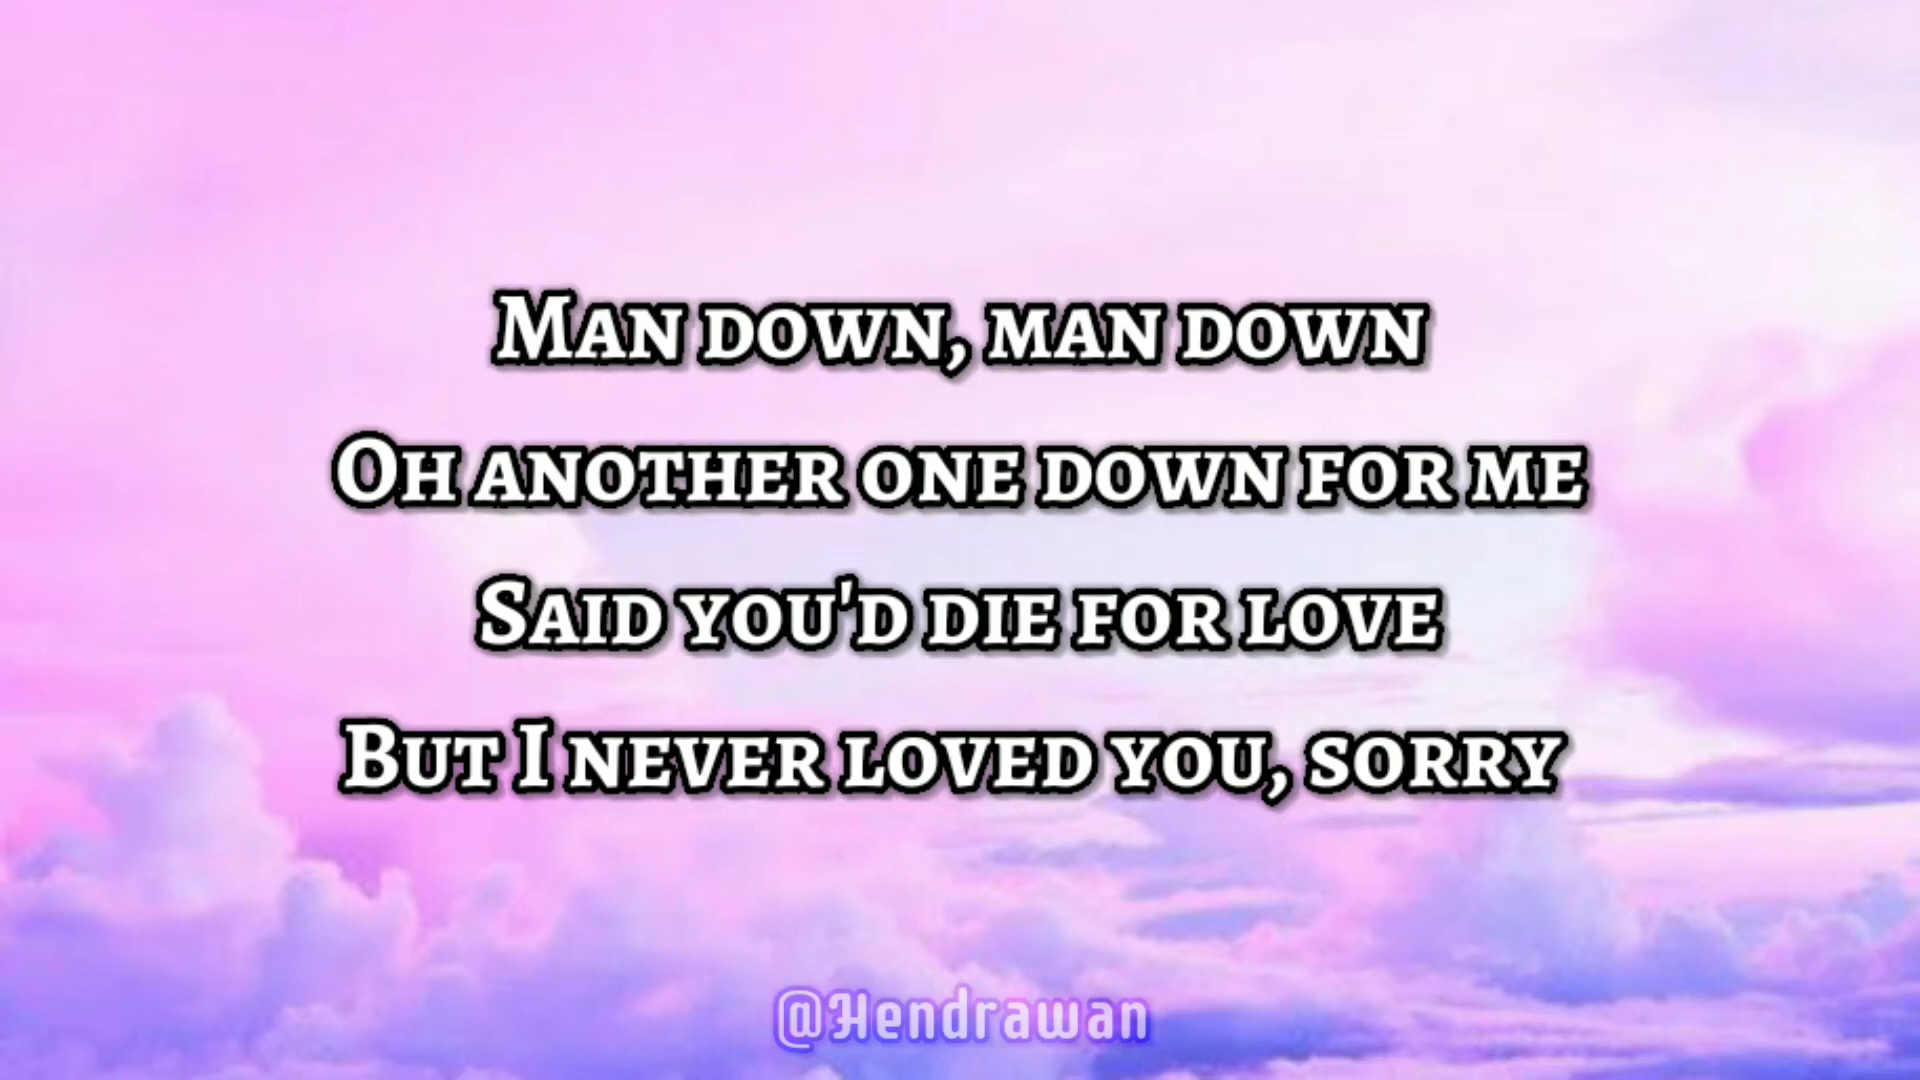 Man down, man down
Oh another one down for me
Said you'd die for love
But I never loved you, sorry
@Hendrawan